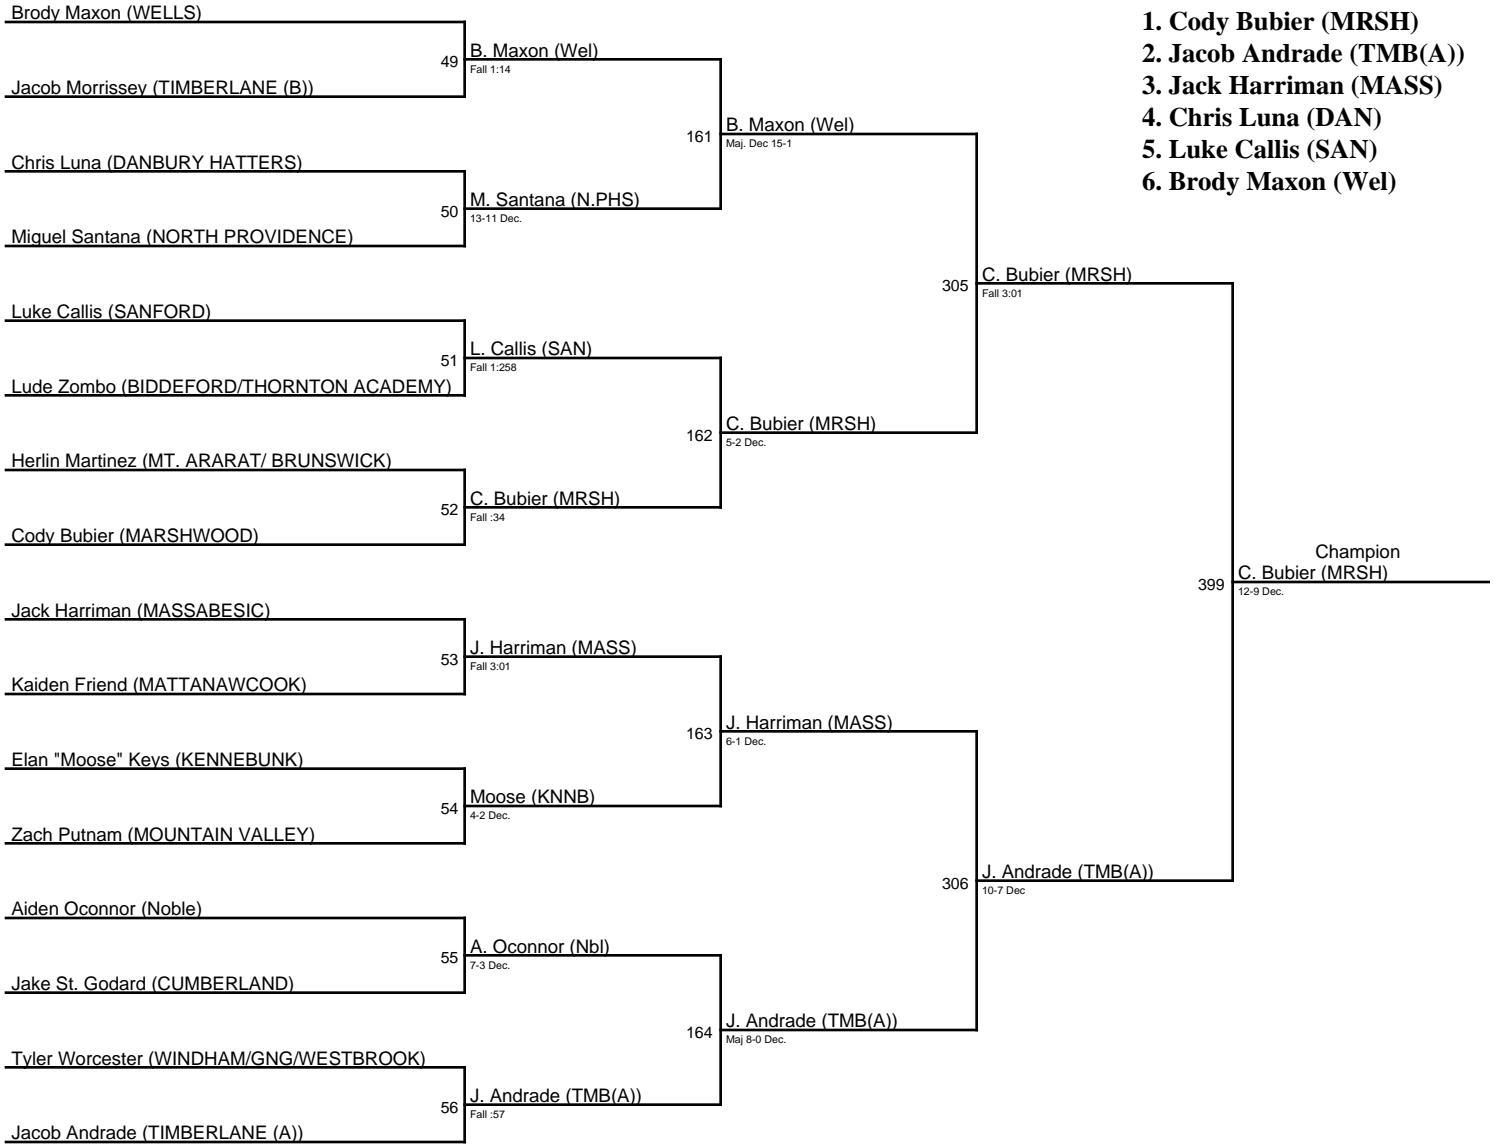 Brody Maxon (WELLS)
Jacob Morrissey (TIMBERLANE (B))
Chris Luna (DANBURY HATTERS)
Miguel Santana (NORTH PROVIDENCE)
Luke Callis (SANFORD)
Lude Zombo (BIDDEFORD/THORNTON ACADEMY)
Herlin Martinez (MT. ARARAT/ BRUNSWICK)
Cody Bubier (MARSHWOOD)
Jack Harriman (MASSABESIC)
Kaiden Friend (MATTANAWCOOK)
Elan "Moose" Keys (KENNEBUNK)
Zach Putnam (MOUNTAIN VALLEY)
Aiden Oconnor (Noble)
Jake St. Godard (CUMBERLAND)
Tyler Worcester (WINDHAM/GNG/WESTBROOK)
Jacob Andrade (TIMBERLANE (A))
49
B. Maxon (Wel)
Fall 1:14
50
M. Santana (N.PHS)
13-11 Dec.
51
L. Callis (SAN)
Fall 1:258
52
C. Bubier (MRSH)
Fall :34
53
J. Harriman (MASS)
Fall 3:01
54
Moose (KNNB)
4-2 Dec.
55
A. Oconnor (Nbl)
7-3 Dec.
56
J. Andrade (TMB(A))
Fall :57
161
B. Maxon (Wel)
Maj. Dec 15-1
162
C. Bubier (MRSH)
5-2 Dec.
163
J. Harriman (MASS)
6-1 Dec.
164
J. Andrade (TMB(A))
Maj 8-0 Dec.
305
C. Bubier (MRSH)
Fall 3:01
306
J. Andrade (TMB(A))
10-7 Dec
399
Champion
C. Bubier (MRSH)
12-9 Dec.
1. Cody Bubier (MRSH)
2. Jacob Andrade (TMB(A))
3. Jack Harriman (MASS)
4. Chris Luna (DAN)
5. Luke Callis (SAN)
6. Brody Maxon (Wel)